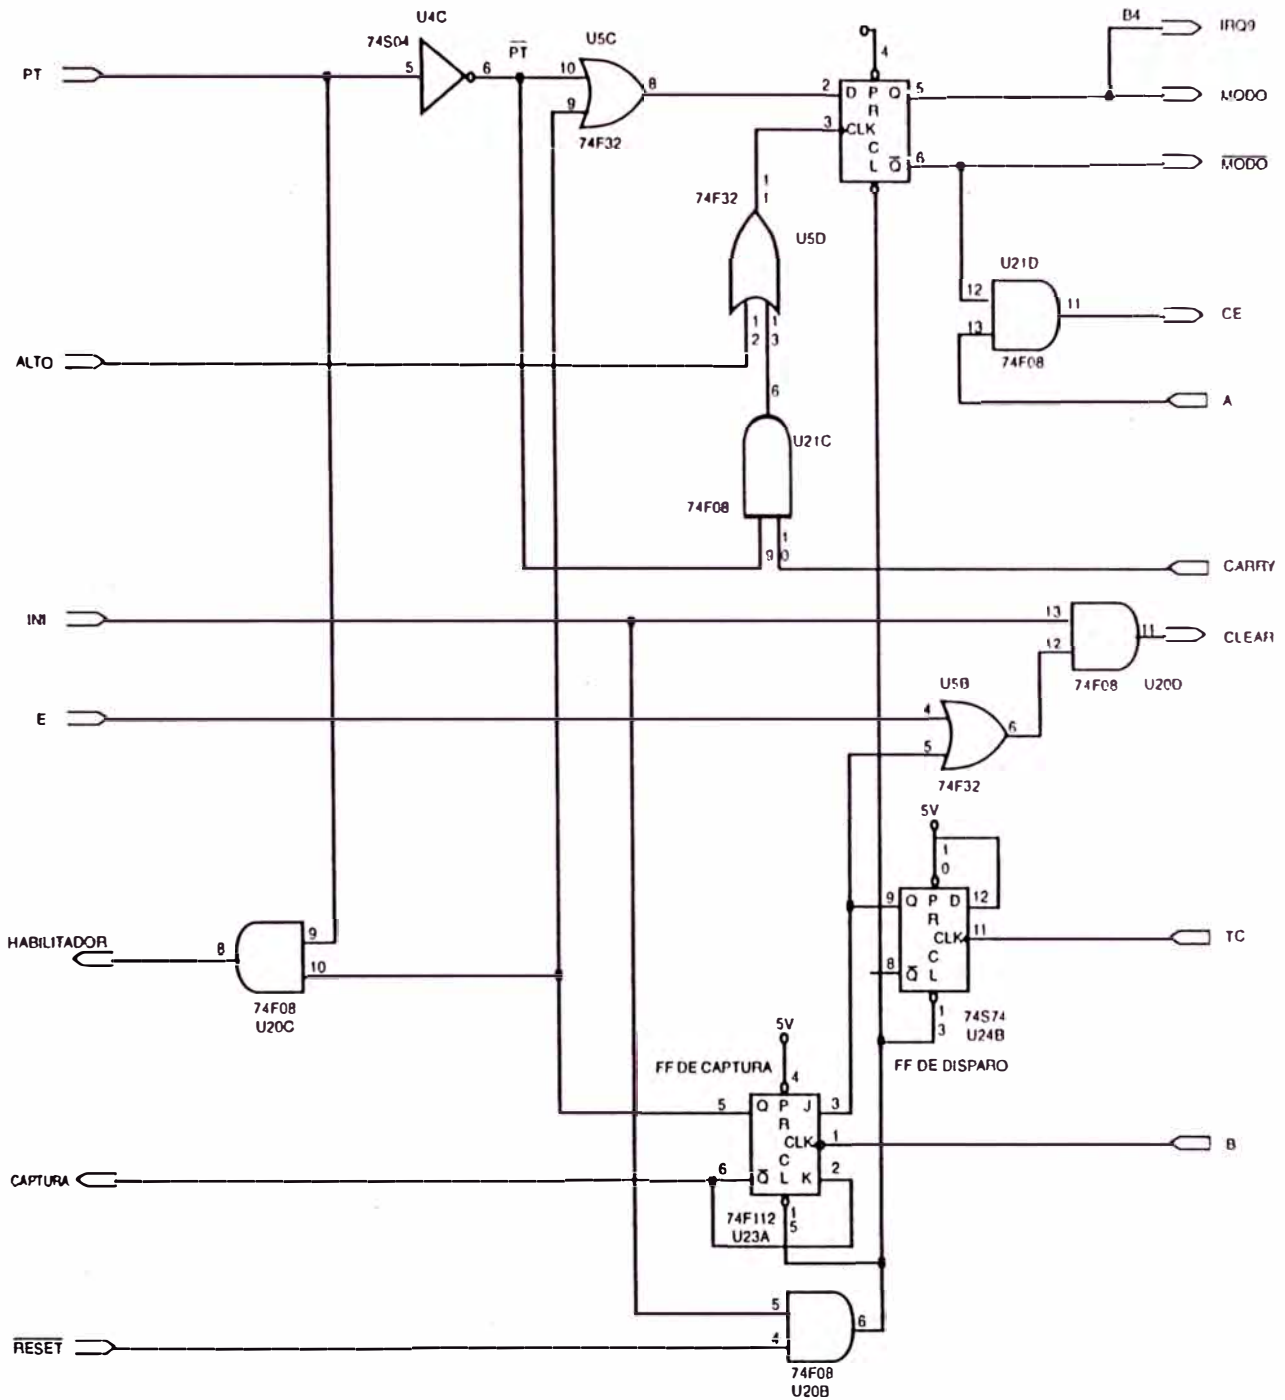 U4C
74S04
PT
5
6
PT
U5C
10
9
8
74F32
4
2
D
P
R
C
L
Q
5
3
CLK
Q
6
B4
IRQ9
MODO
MODO
74F32
1
1
U5D
1
2
1
3
U21D
12
13
11
74F08
CE
A
ALTO
6
U21C
74F08
9
1
0
CARRY
INI
13
12
11
CLEAR
74F08
U20D
E
U5B
4
5
6
74F32
5V
1
0
9
Q
P
R
D
12
CLK
11
TC
8
Q
C
L
1
3
74S74
U24B
FF DE DISPARO
HABILITADOR
8
9
10
74F08
U20C
5V
FF DE CAPTURA
4
5
Q
P
R
J
3
CLK
1
B
C
L
CAPTURA
6
Q
K
2
74F112
U23A
1
5
5
4
6
RESET
74F08
U20B